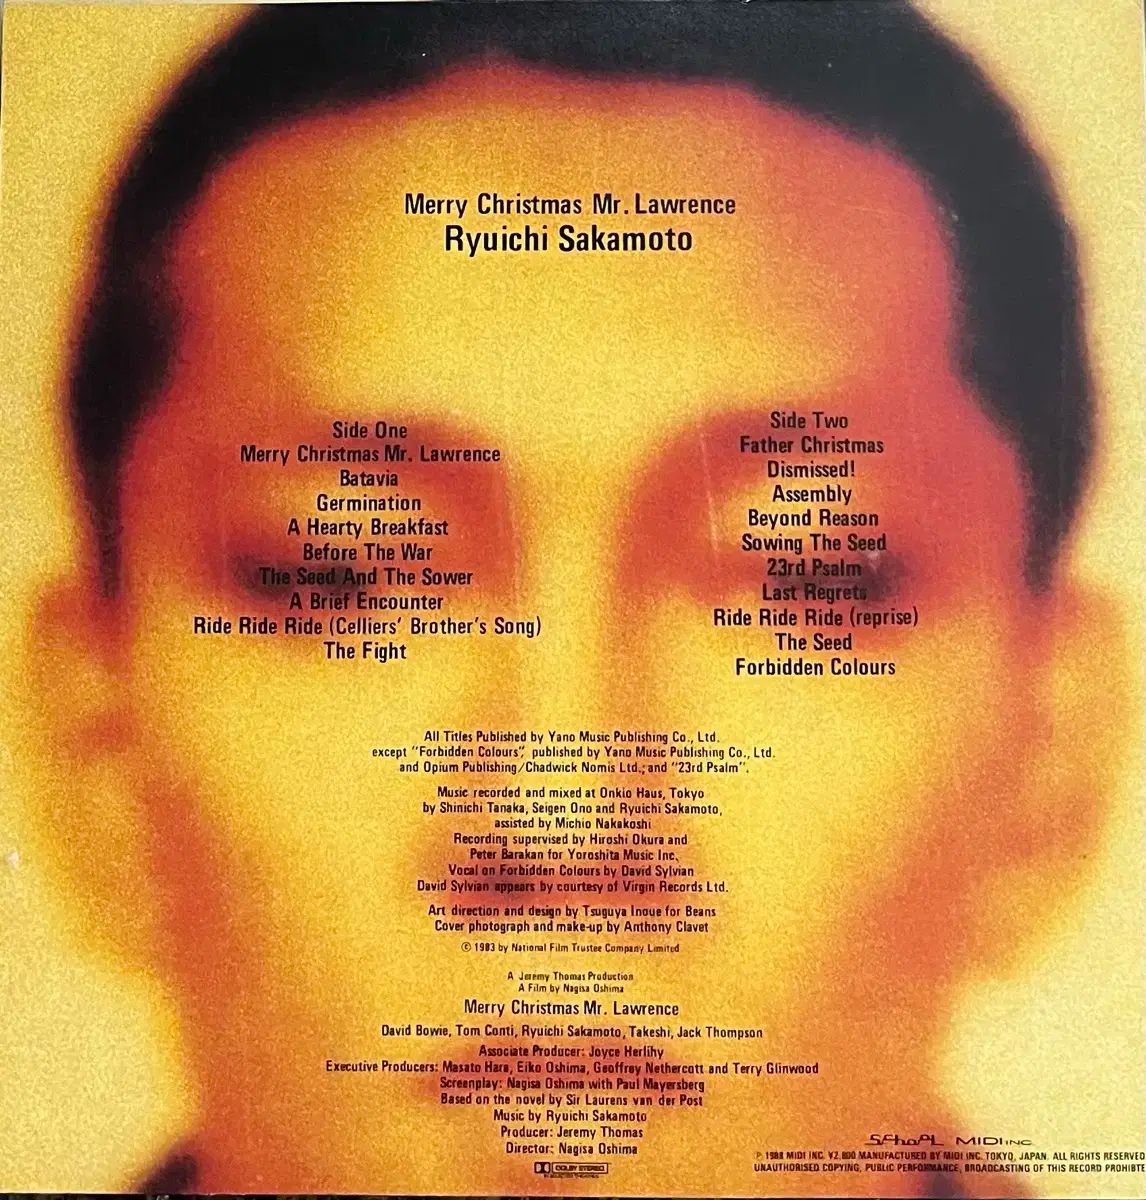 Merry Christmas Mr. Lawrence
Ryuichi Sakamoto
Side One
Merry Christmas Mr. Lawrence
Batavia
Germination
A Hearty Breakfast
Before The War
The Seed And The Sower
A Brief Encounter
Ride Ride Ride (Celliers' Brother's Song)
The Fight
Side Two
Father Christmas
Dismissed!
Assembly
Beyond Reason
Sowing The Seed
23rd Psalm
Last Regrets
Ride Ride Ride (reprise)
The Seed
Forbidden Colours
All Titles Published by Yano Music Publishing Co., Ltd.
except "Forbidden Colours", published by Yano Music Publishing Co., Ltd.
and Opium Publishing/Chadwick Nomis Ltd.; and "23rd Psalm".
Music recorded and mixed at Onkio Haus, Tokyo
by Shinichi Tanaka, Seigen Ono and Ryuichi Sakamoto,
assisted by Michio Nakakoshi
Recording supervised by Hiroshi Okura and
Peter Barakan for Yoroshita Music Inc.
Vocal on Forbidden Colours by David Sylvian
David Sylvian appears by courtesy of Virgin Records Ltd.
Art direction and design by Tsuguya Inoue for Beans
Cover photograph and make-up by Anthony Clavet
© 1983 by National Film Trustee Company Limited
A Jeremy Thomas Production
A Film by Nagisa Oshima
Merry Christmas Mr. Lawrence
David Bowie, Tom Conti, Ryuichi Sakamoto, Takeshi, Jack Thompson
Associate Producer: Joyce Herlihy
Executive Producers: Masato Hara, Eiko Oshima, Geoffrey Nethercott and Terry Glinwood
Screenplay: Nagisa Oshima with Paul Mayersberg
Based on the novel by Sir Laurens van der Post
Music by Ryuichi Sakamoto
Producer: Jeremy Thomas
Director: Nagisa Oshima
DOLBY STEREO
IN SELECTED THEATRES
SCHOOL MIDI INC.
℗ 1983 MIDI INC. ¥2,800 MANUFACTURED BY MIDI INC. TOKYO, JAPAN. ALL RIGHTS RESERVED
UNAUTHORISED COPYING, PUBLIC PERFORMANCE, BROADCASTING OF THIS RECORD PROHIBITE